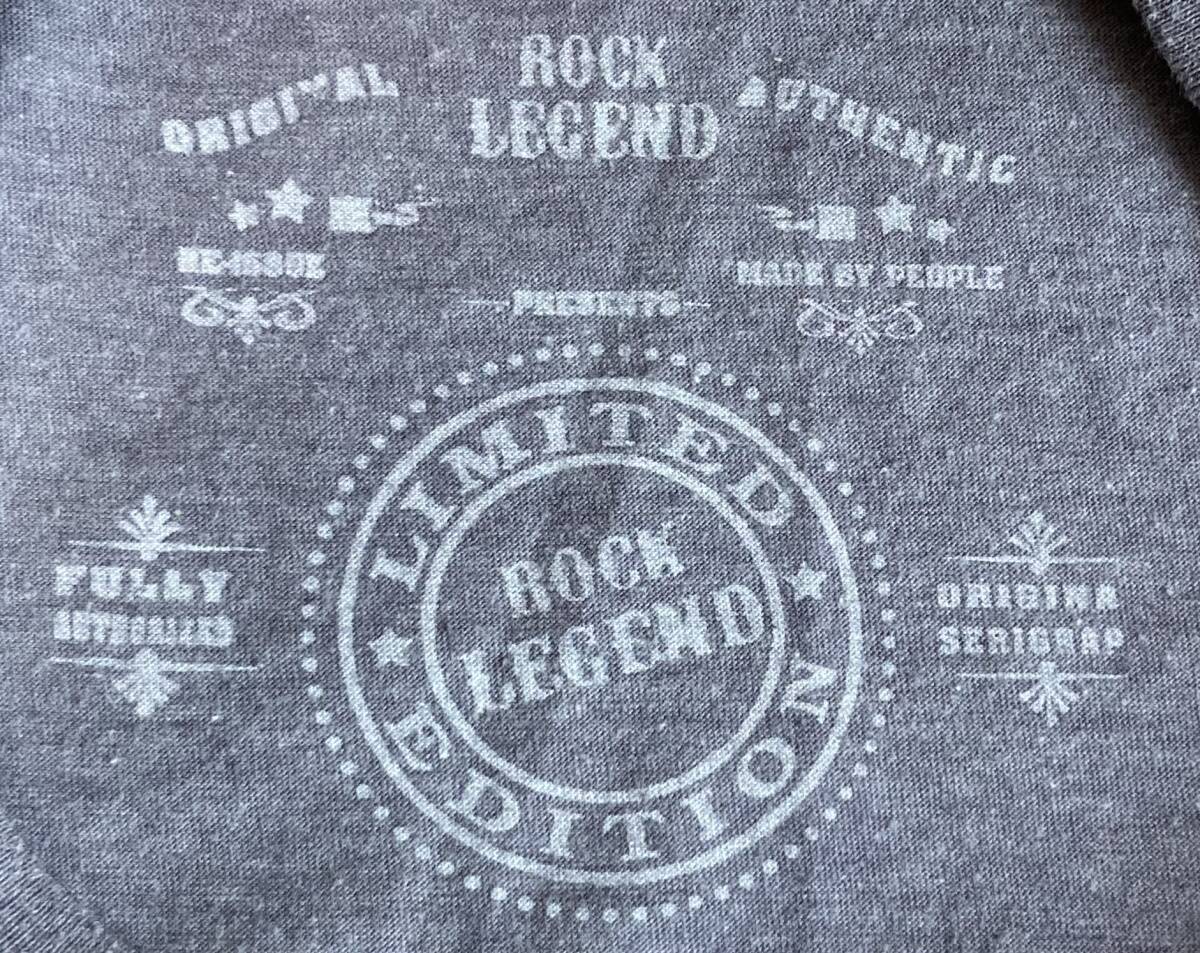 ORIGINAL
ROCK
LEGEND
AUTHENTIC
RE-ISSUE
MADE BY PEOPLE
PRESENTS
LIMITED
ROCK
LEGEND
EDITION
FULLY
AUTHORIZED
ORIGINA
SERIGRAP